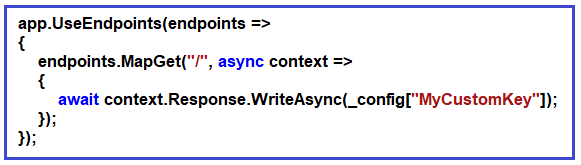 app.UseEndpoints(endpoints =>
{
    endpoints.MapGet("/", async context =>
    {
        await context.Response.WriteAsync(_config["MyCustomKey"]);
    });
});